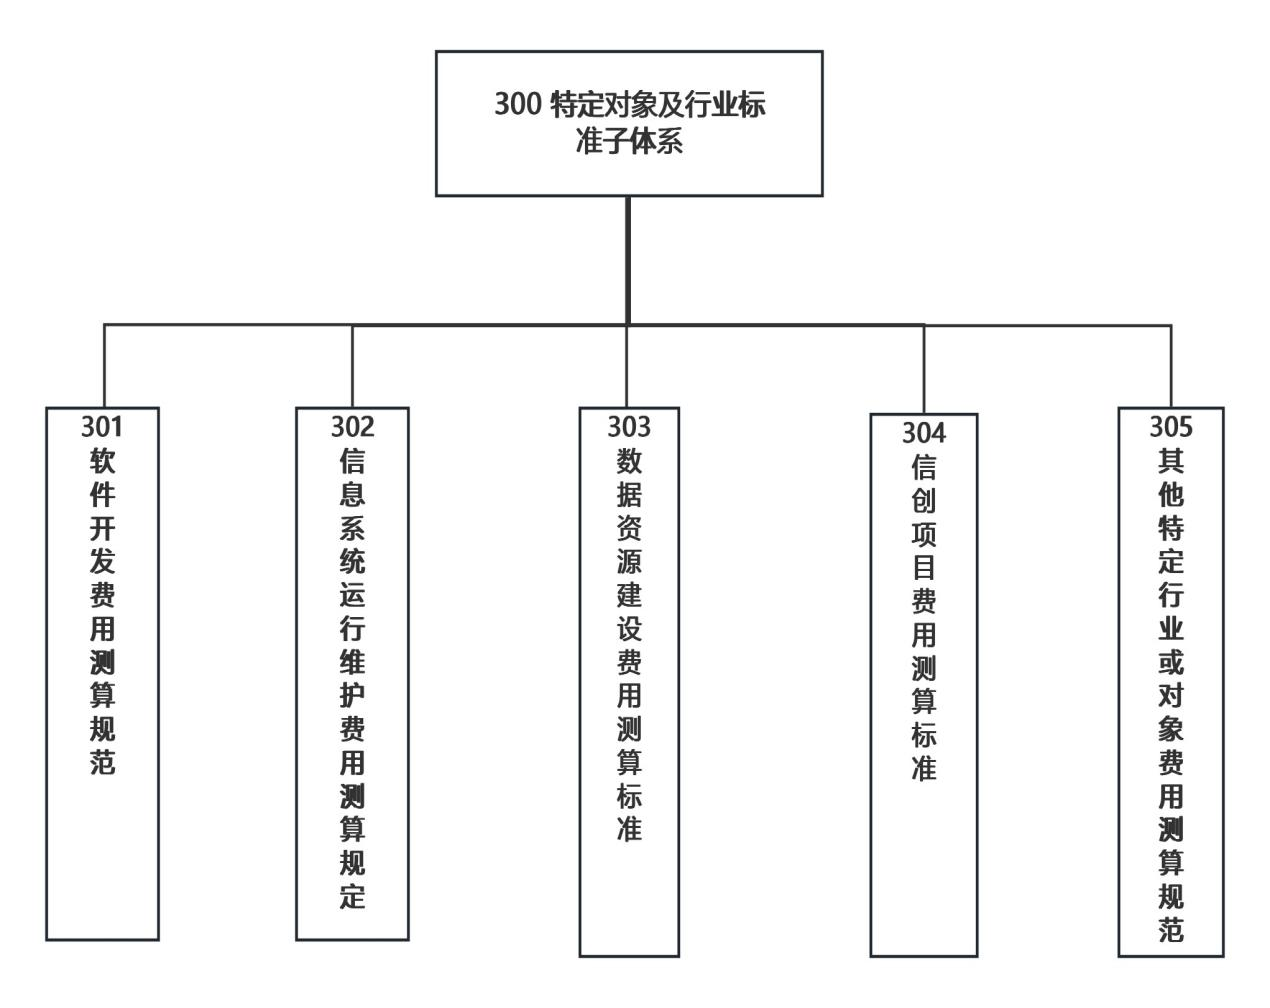 300 特定对象及行业标
准子体系
301
软件开发费用测算规范
302
信息系统运行维护费用测算规定
303
数据资源建设费用测算标准
304
信创项目费用测算标准
305
其他特定行业或对象费用测算规范